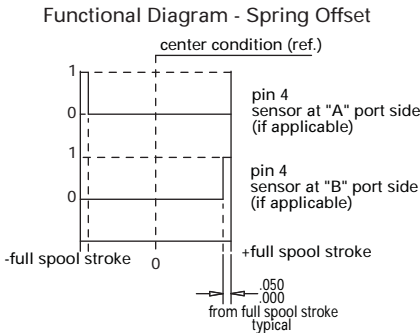 Functional Diagram - Spring Offset
center condition (ref.)
1
0
pin 4
sensor at "A" port side
(if applicable)
1
0
pin 4
sensor at "B" port side
(if applicable)
-full spool stroke
0
+full spool stroke
.050
.000
from full spool stroke
typical